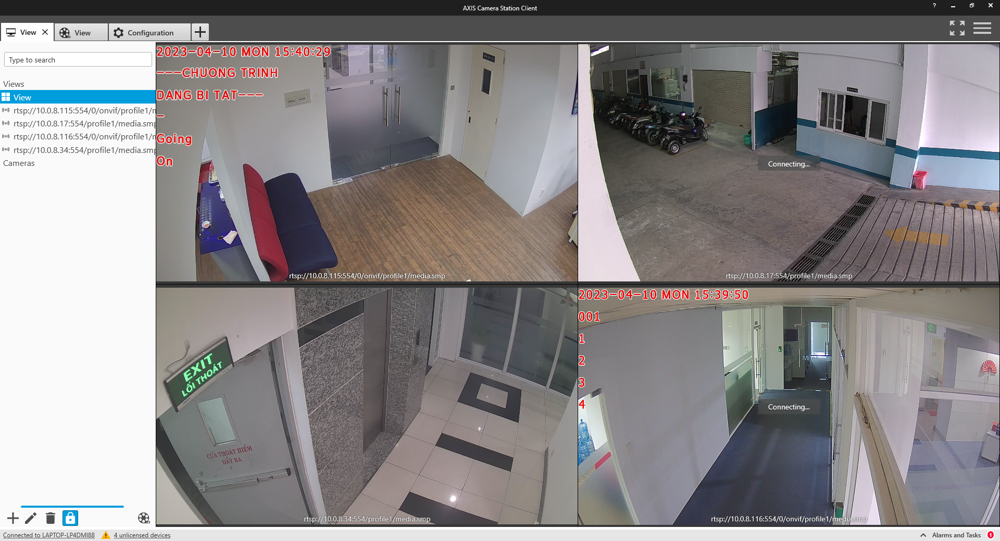 AXIS Camera Station Client
?
View
View
Configuration
Type to search
Views
View
rtsp://10.0.8.115:554/0/onvif/profile1/m
rtsp://10.0.8.17:554/profile1/media.smp
rtsp://10.0.8.116:554/0/onvif/profile1/m
rtsp://10.0.8.34:554/profile1/media.smp
Cameras
2023-04-10 MON 15:40:29
---CHUONG TRINH
DANG BI TAT---
-
Going
On
rtsp://10.0.8.115:554/0/onvif/profile1/media.smp
Connecting...
rtsp://10.0.8.17:554/profile1/media.smp
EXIT
LỐI THOÁT
CỬA THOÁT HIỂM
ĐẨY RA
rtsp://10.0.8.34:554/profile1/media.smp
2023-04-10 MON 15:39:50
001
1
2
3
4
Connecting...
rtsp://10.0.8.116:554/0/onvif/profile1/media.smp
Connected to LAPTOP-LP4DMI88
4 unlicensed devices
Alarms and Tasks
1